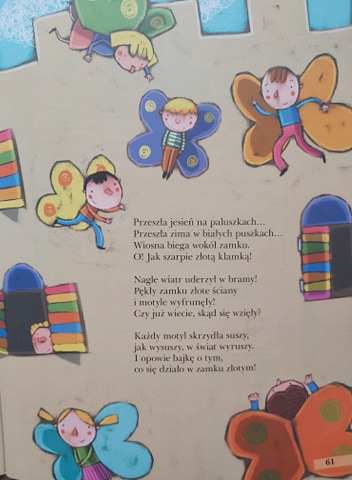 Przeszła jesień na paluszkach...
Przeszła zima w białych puszkach...
Wiosna biega wokół zamku.
O! Jak szarpie złotą klamką!
Nagle wiatr uderzył w bramy!
Pękły zamku złote ściany
i motyle wyfrunęły!
Czy już wiecie, skąd się wzięły?
Każdy motyl skrzydła suszy,
jak wysuszy, w świat wyruszy.
I opowie bajkę o tym,
co się działo w zamku złotym!
61